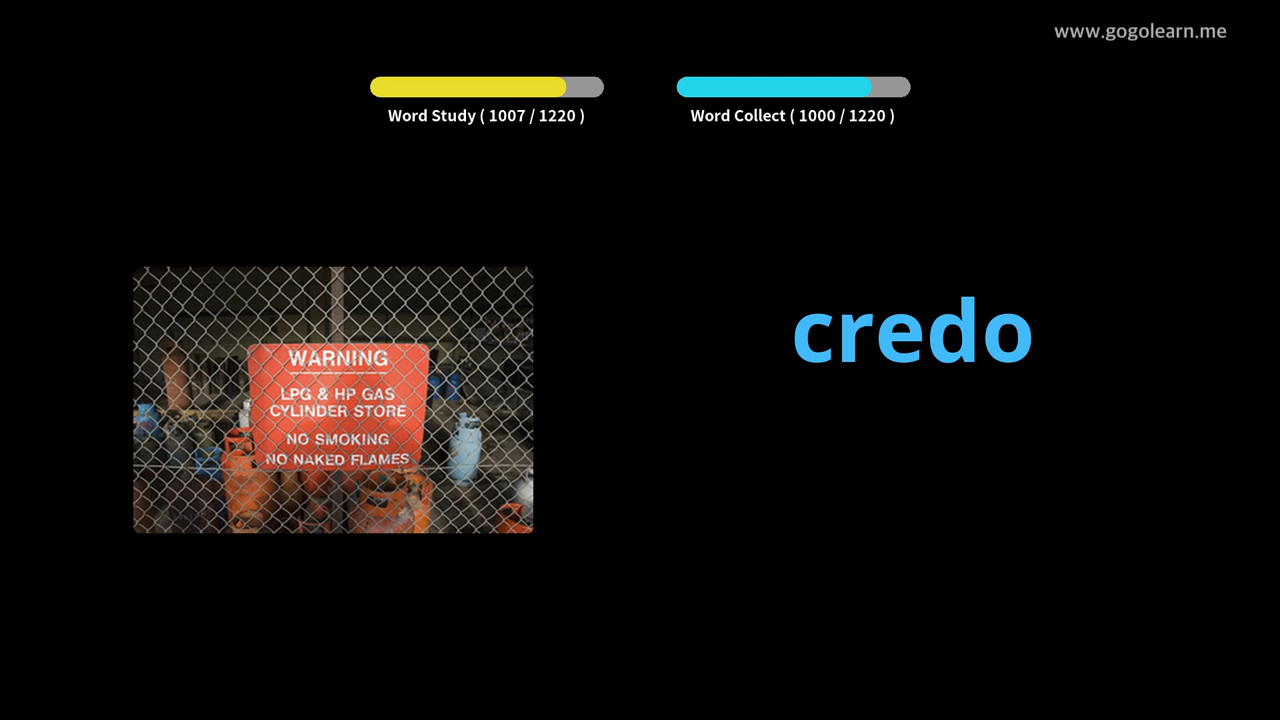 www.gogolearn.me
Word Study ( 1007 / 1220 )
Word Collect ( 1000 / 1220 )
credo
WARNING
LPG & HP GAS
CYLINDER STORE
NO SMOKING
NO NAKED FLAMES